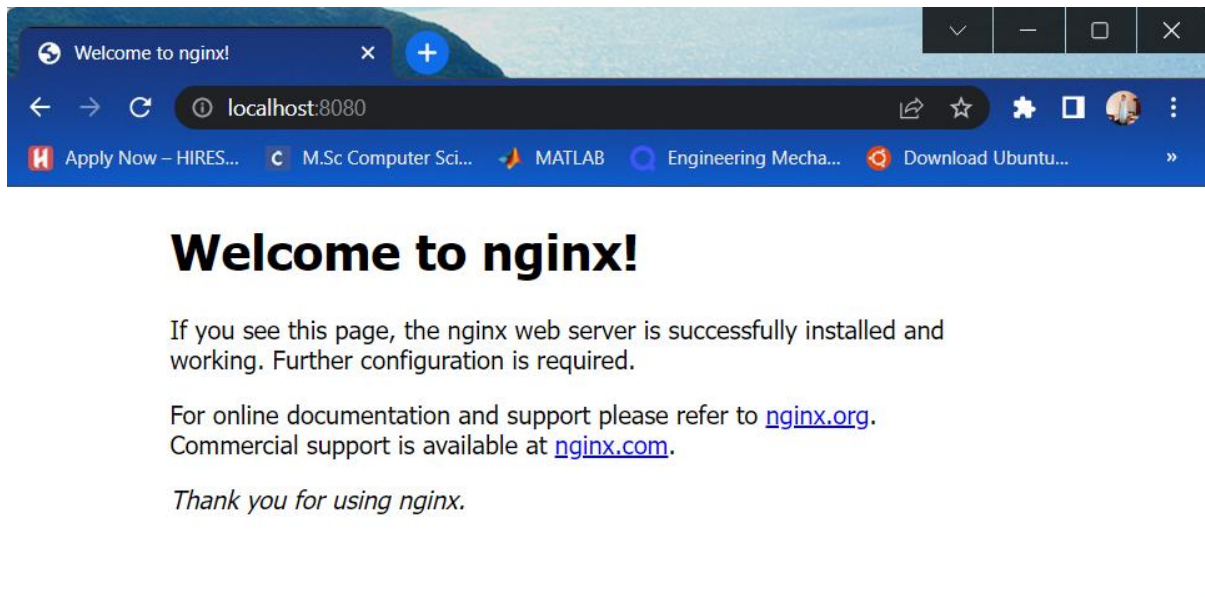 Welcome to nginx!
localhost:8080
Apply Now – HIRES... M.Sc Computer Sci... MATLAB Engineering Mecha... Download Ubuntu... »
Welcome to nginx!
If you see this page, the nginx web server is successfully installed and
working. Further configuration is required.
For online documentation and support please refer to nginx.org.
Commercial support is available at nginx.com.
Thank you for using nginx.